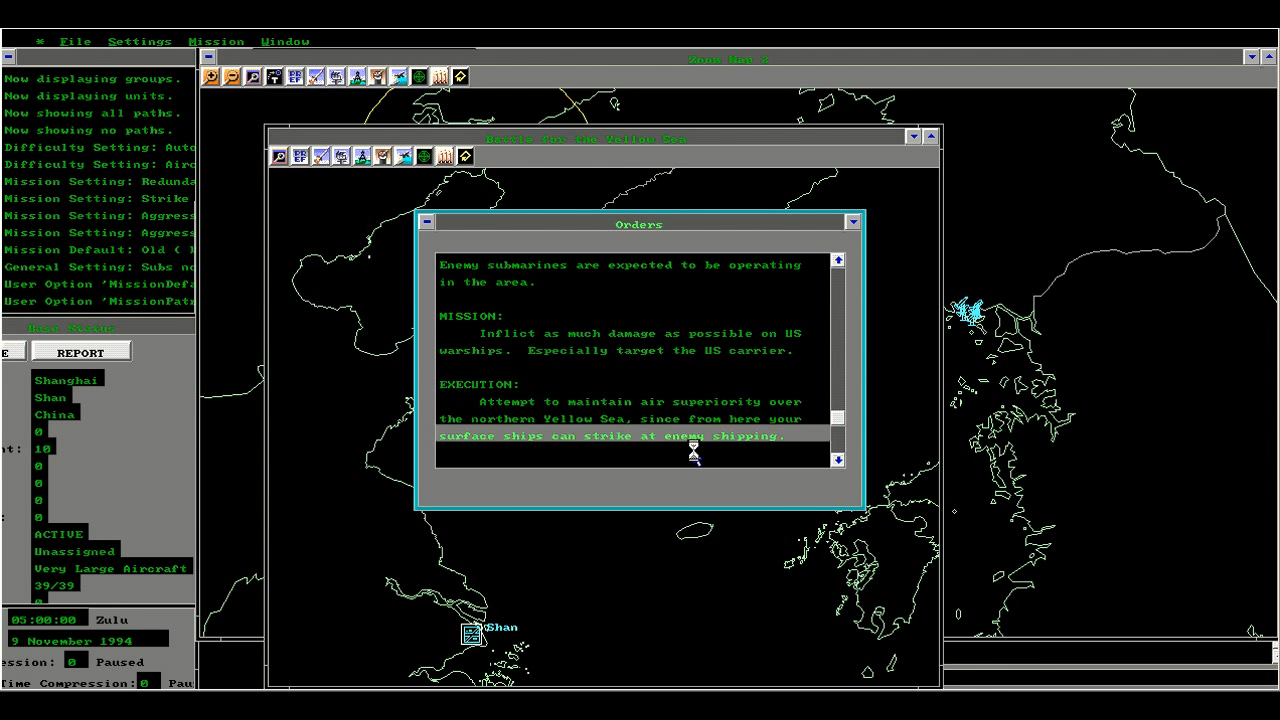 * File Settings Mission Window
Zoom Map 2
Now displaying groups.
Now displaying units.
Now showing all paths.
Now showing no paths.
Difficulty Setting: Auto
Difficulty Setting: Airc
Mission Setting: Redunda
Mission Setting: Strike
Mission Setting: Aggress
Mission Setting: Aggress
Mission Default: Old ( )
General Setting: Subs no
User Option 'MissionDefa
User Option 'MissionPatr
Battle for the Yellow Sea
PREF
PREF
Orders
Enemy submarines are expected to be operating
in the area.
MISSION:
Inflict as much damage as possible on US
warships. Especially target the US carrier.
EXECUTION:
Attempt to maintain air superiority over
the northern Yellow Sea, since from here your
surface ships can strike at enemy shipping.
Base Status
E REPORT
Shanghai
Shan
China
0
nt: 10
0
0
0
: 0
ACTIVE
Unassigned
Very Large Aircraft
39/39
0
05:00:00 Zulu
9 November 1994
ession: 0 Paused
Time Compression: 0 Pau
Shan